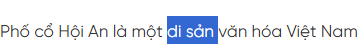 Phố cổ Hội An là một di sản văn hóa Việt Nam